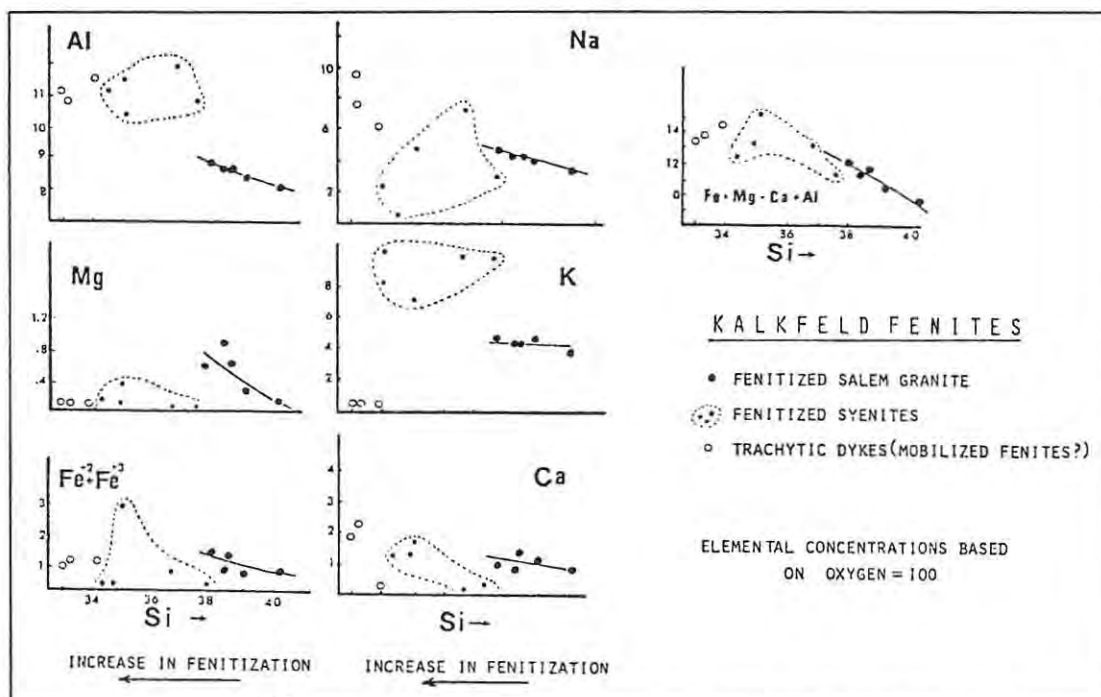 Al
11
10
9
8
Na
10
8
6
4
2
14
12
8
Fe+Mg-Ca+Al
34 36 38 40
Si→
Mg
1.2
.8
.4
K
8
6
4
2
KALKFELD FENITES
FENITIZED SALEM GRANITE
FENITIZED SYENITES
TRACHYTIC DYKES(MOBILIZED FENITES?)
Fe+2+Fe+3
3
2
1
34 36 38 40
Si →
Ca
4
3
2
1
Si→
ELEMENTAL CONCENTRATIONS BASED
ON OXYGEN=100
INCREASE IN FENITIZATION
INCREASE IN FENITIZATION